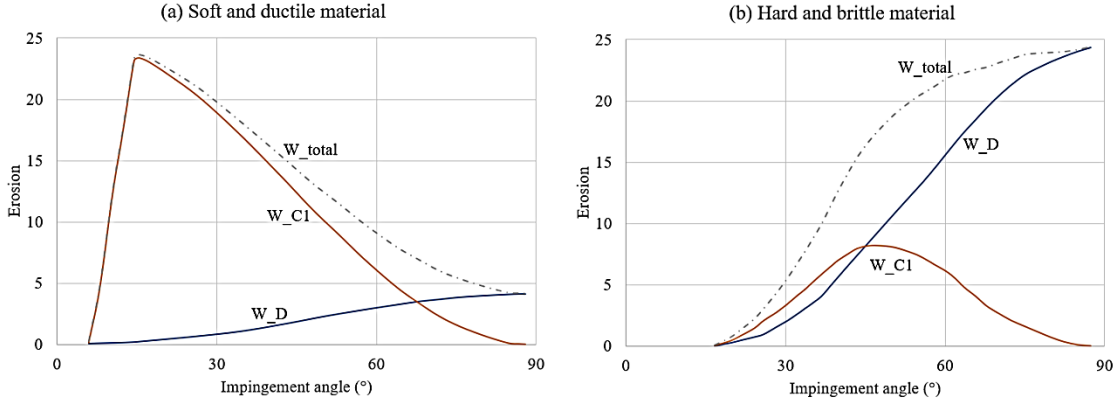 (a) Soft and ductile material
25
20
15
10
5
0
Erosion
W_total
W_C1
W_D
0 30 60 90
Impingement angle (°)
(b) Hard and brittle material
25
20
15
10
5
0
Erosion
W_total
W_D
W_C1
0 30 60 90
Impingement angle (°)